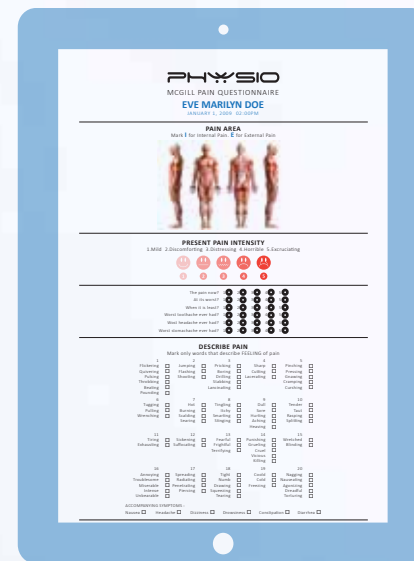 PHYSIO
MCGILL PAIN QUESTIONNAIRE
EVE MARILYN DOE
JANUARY 1, 2009 02:00PM
PAIN AREA
Mark I for Internal Pain. E for External Pain
PRESENT PAIN INTENSITY
1.Mild 2.Discomforting 3.Distressing 4.Horrible 5.Excruciating
1 2 3 4 5
The pain now?
At its worst?
When it is least?
Worst toothache ever had?
Worst headache ever had?
Worst stomachache ever had?
DESCRIBE PAIN
Mark only words that describe FEELING of pain
1 2 3 4 5
Flickering Jumping Pricking Sharp Pinching
Quivering Flashing Boring Cutting Pressing
Pulsing Shooting Drilling Lacerating Gnawing
Throbbing Stabbing Cramping
Beating Lancinating Crushing
Pounding
6 7 8 9 10
Tugging Hot Tingling Dull Tender
Pulling Burning Itchy Sore Taut
Wrenching Scalding Smarting Hurting Rasping
Searing Stinging Aching Splitting
Heaving
11 12 13 14 15
Tiring Sickening Fearful Punishing Wretched
Exhausting Suffocating Frightful Gruelling Blinding
Terrifying Cruel
Vicious
Killing
16 17 18 19 20
Annoying Spreading Tight Cool Nagging
Troublesome Radiating Numb Cold Nauseating
Miserable Penetrating Drawing Freezing Agonizing
Intense Piercing Squeezing Dreadful
Unbearable Tearing Torturing
ACCOMPANYING SYMPTOMS :
Nausea Headache Dizziness Drowsiness Constipation Diarrhea